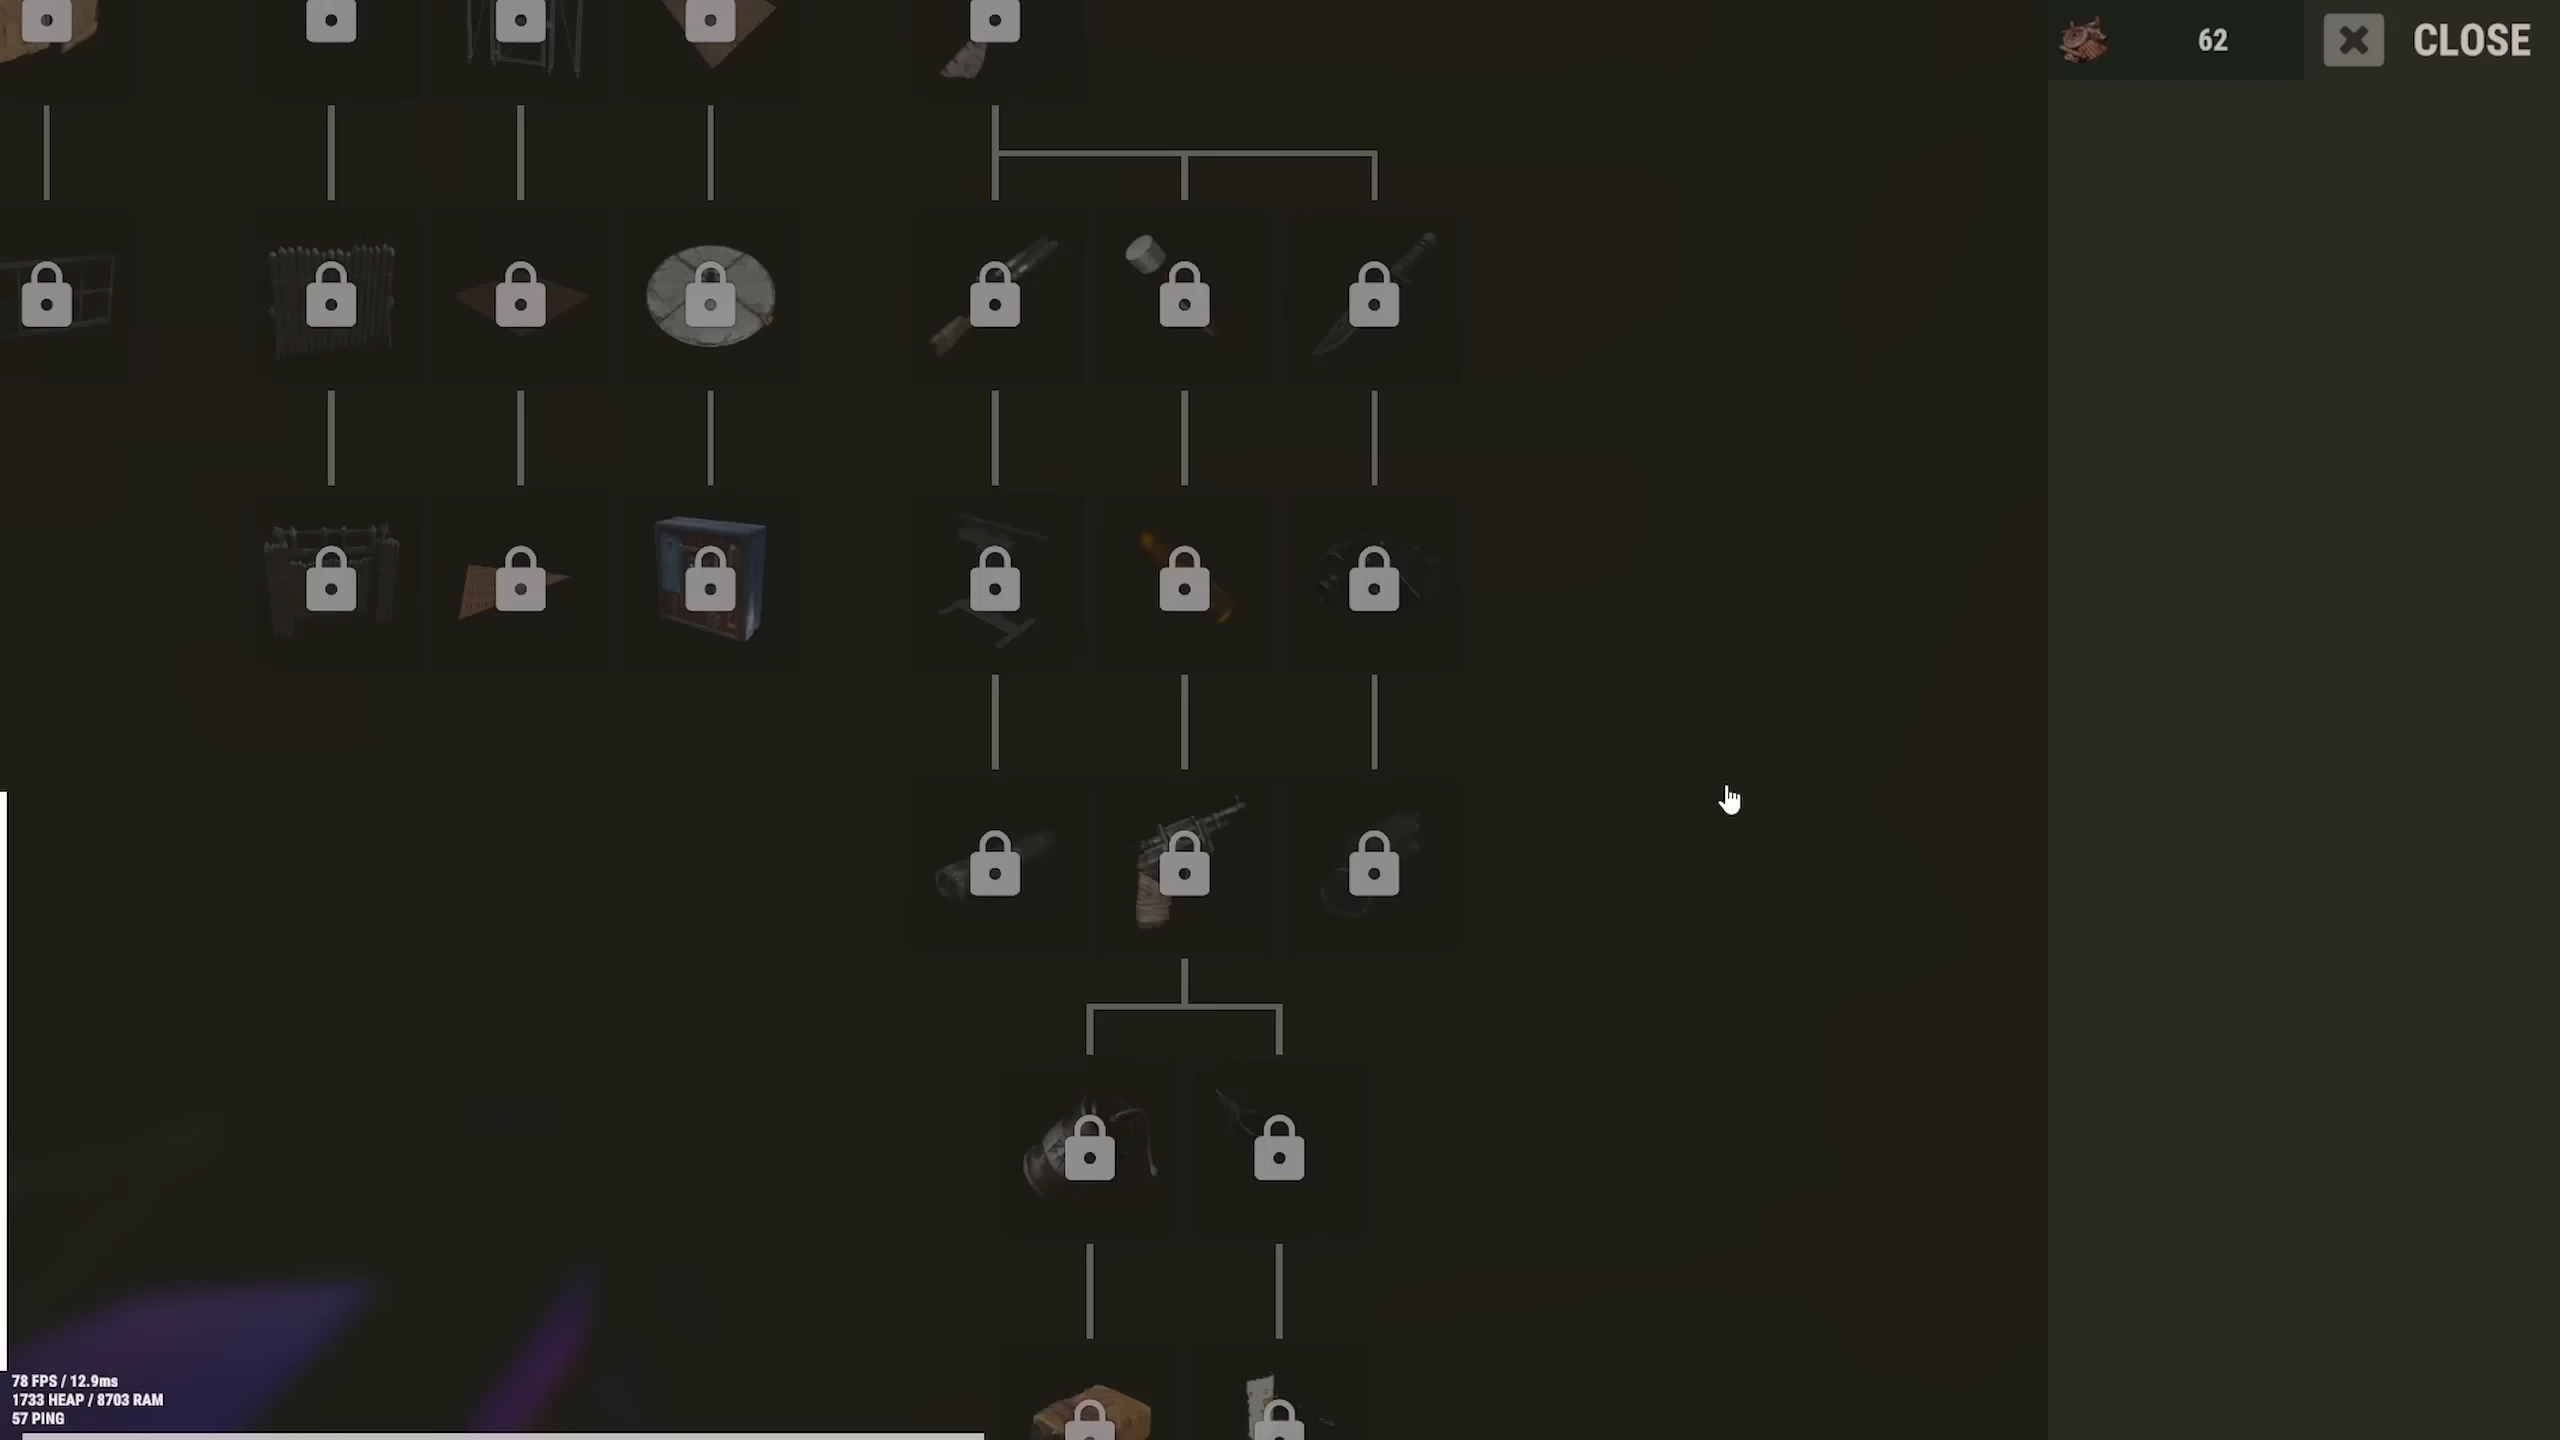 62
CLOSE
78 FPS / 12.9ms
1733 HEAP / 8703 RAM
57 PING